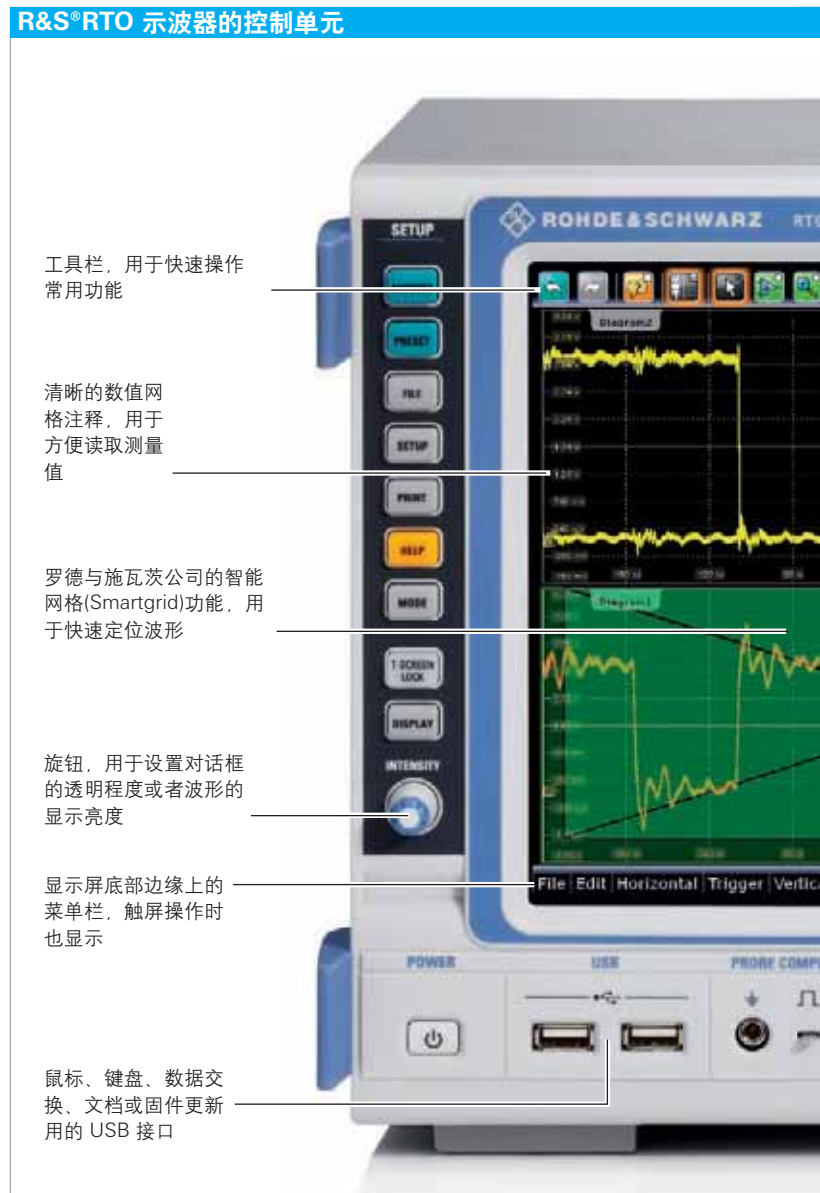 R&S®RTO 示波器的控制单元
工具栏，用于快速操作
常用功能
清晰的数值网
格注释，用于
方便读取测量
值
罗德与施瓦茨公司的智能
网格(Smartgrid)功能，用
于快速定位波形
旋钮，用于设置对话框
的透明程度或者波形的
显示亮度
显示屏底部边缘上的
菜单栏，触屏操作时
也显示
鼠标、键盘、数据交
换、文档或固件更新
用的 USB 接口
SETUP
PRESET
FILE
SETUP
PRINT
HELP
MODE
T-SCREEN
LOCK
DISPLAY
INTENSITY
ROHDE&SCHWARZ
Diagram2
Diagram1
File Edit Horizontal Trigger
POWER
USB
PROBE